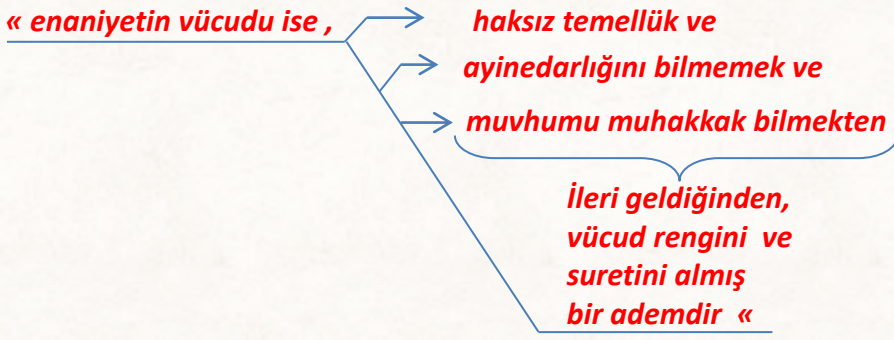 « enaniyetin vücudu ise ,
haksız temellük ve
ayinedarlığını bilmemek ve
muvhumu muhakkak bilmekten
İleri geldiğinden,
vücud rengini ve
suretini almış
bir ademdir «